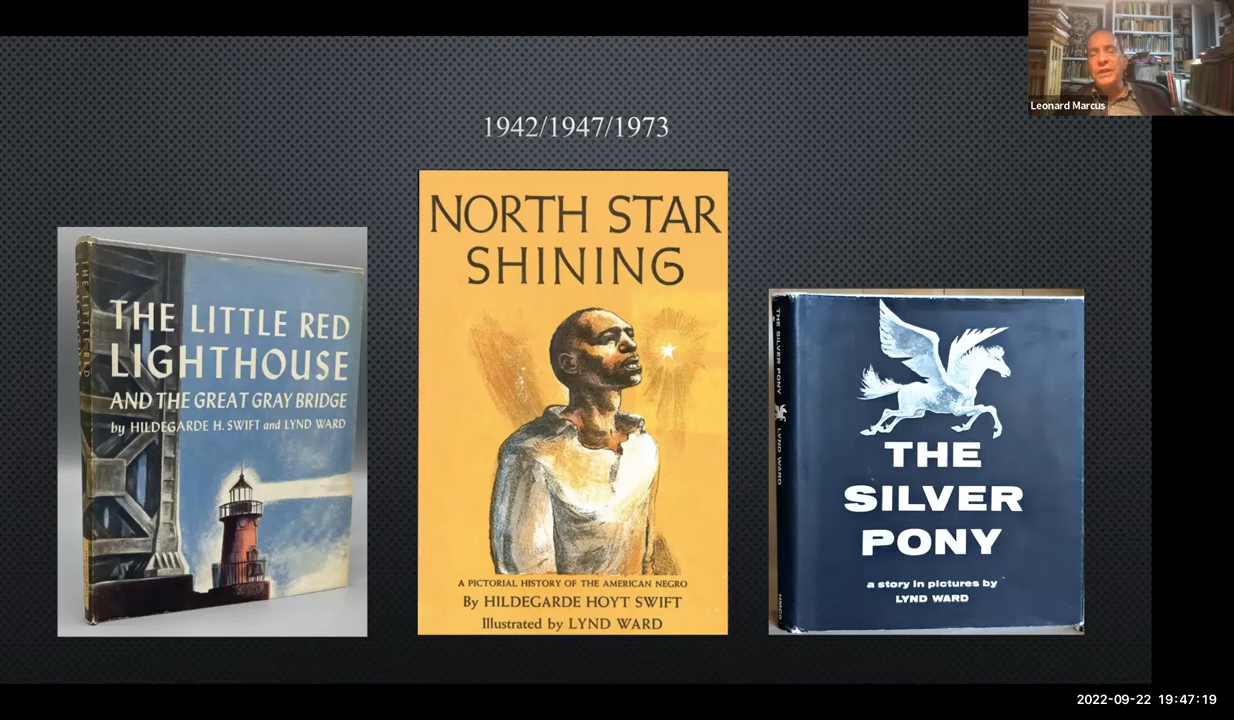 Leonard Marcus
1942/1947/1973
THE LITTLE RED
LIGHTHOUSE
AND THE GREAT GRAY BRIDGE
by HILDEGARDE H. SWIFT and LYND WARD
NORTH STAR
SHINING
A PICTORIAL HISTORY OF THE AMERICAN NEGRO
By HILDEGARDE HOYT SWIFT
Illustrated by LYND WARD
THE SILVER PONY
LYND WARD
THE
SILVER
PONY
a story in pictures by
LYND WARD
2022-09-22 19:47:19